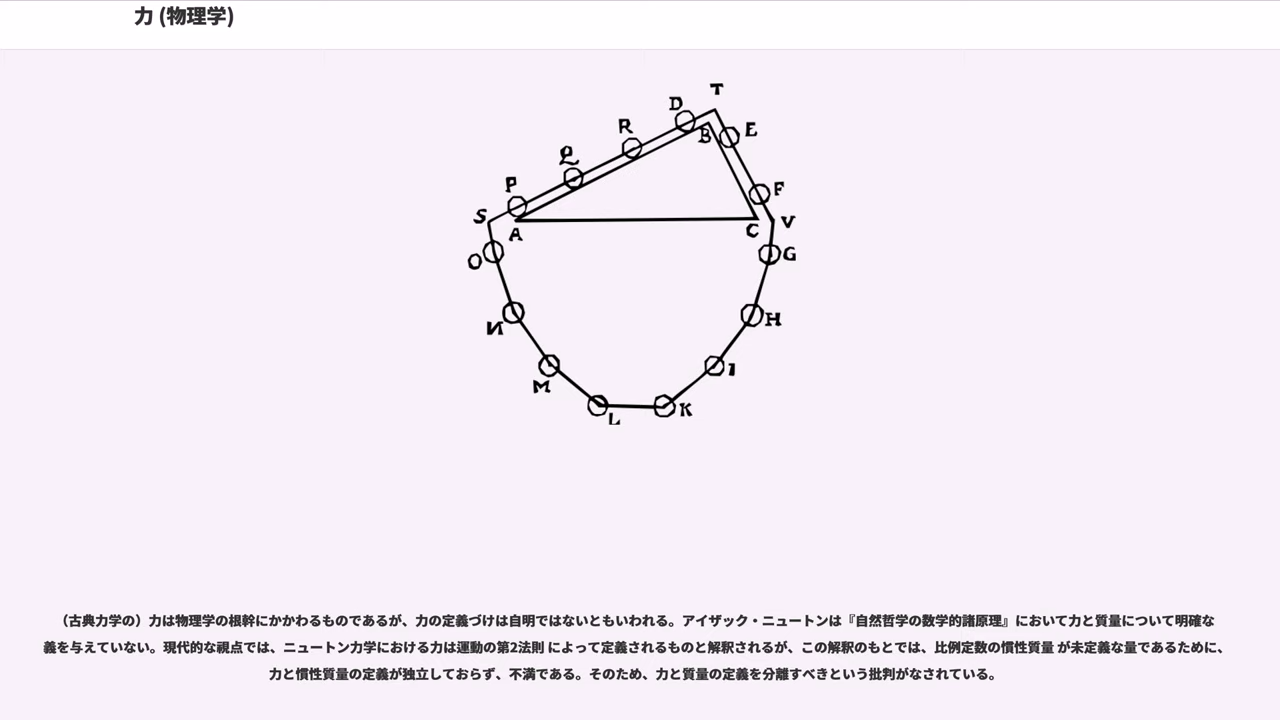 力 (物理学)
T
D
B
E
R
Q
P
F
S
A
C
V
O
G
N
H
M
I
L
K
（古典力学の）力は物理学の根幹にかかわるものであるが、力の定義づけは自明ではないともいわれる。アイザック・ニュートンは『自然哲学の数学的諸原理』において力と質量について明確な
義を与えていない。現代的な視点では、ニュートン力学における力は運動の第2法則 によって定義されるものと解釈されるが、この解釈のもとでは、比例定数の慣性質量 が未定義な量であるために、
力と慣性質量の定義が独立しておらず、不満である。そのため、力と質量の定義を分離すべきという批判がなされている。